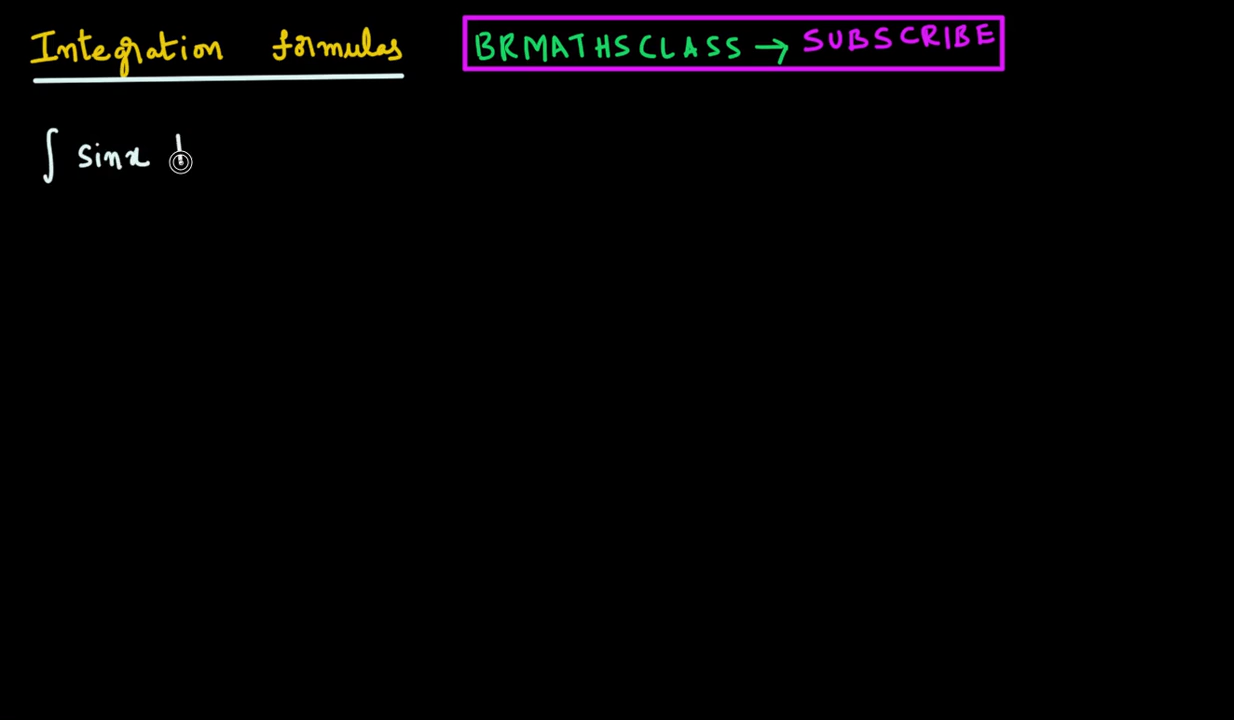 Integration formulas
BRMATHSCLASS → SUBSCRIBE
∫ sinx